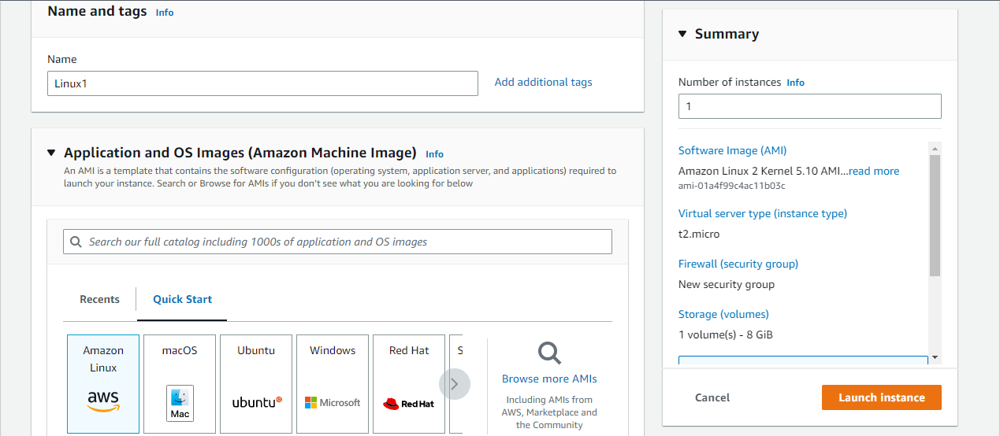 Name and tags Info
Name
Linux1
Add additional tags
Application and OS Images (Amazon Machine Image) Info
An AMI is a template that contains the software configuration (operating system, application server, and applications) required to
launch your instance. Search or Browse for AMIs if you don't see what you are looking for below
Search our full catalog including 1000s of application and OS images
Recents
Quick Start
Amazon
Linux
aws
macOS
Mac
Ubuntu
ubuntu
Windows
Microsoft
Red Hat
Red Hat
S
Browse more AMIs
Including AMIs from
AWS, Marketplace and
the Community
Summary
Number of instances Info
1
Software Image (AMI)
Amazon Linux 2 Kernel 5.10 AMI...read more
ami-01a4f99c4ac11b03c
Virtual server type (instance type)
t2.micro
Firewall (security group)
New security group
Storage (volumes)
1 volume(s) - 8 GiB
Cancel
Launch instance